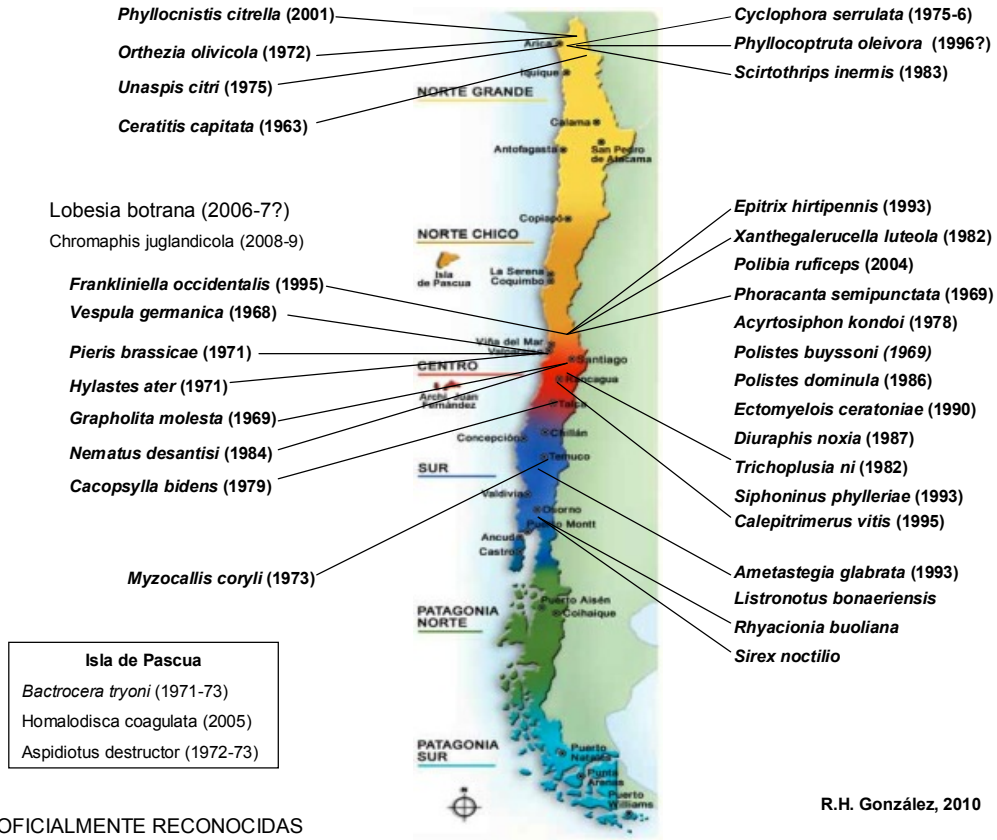 Phyllocnistis citrella (2001)
Orthezia olivicola (1972)
Unaspis citri (1975)
Ceratitis capitata (1963)
Cyclophora serrulata (1975-6)
Phyllocoptruta oleivora (1996?)
Scirtothrips inermis (1983)
Arica
Iquique
NORTE GRANDE
Calama
Antofagasta
San Pedro
de Atacama
Lobesia botrana (2006-7?)
Chromaphis juglandicola (2008-9)
Frankliniella occidentalis (1995)
Vespula germanica (1968)
Pieris brassicae (1971)
Hylastes ater (1971)
Grapholita molesta (1969)
Nematus desantisi (1984)
Cacopsylla bidens (1979)
Myzocallis coryli (1973)
Copiapó
NORTE CHICO
Isla
de Pascua
La Serena
Coquimbo
Viña del Mar
Valparaiso
CENTRO
Santiago
Rancagua
Archi. Juan
Fernández
Talca
Chillán
Concepción
Temuco
SUR
Valdivia
Osorno
Puerto Montt
Ancud
Castro
Epitrix hirtipennis (1993)
Xanthegalerucella luteola (1982)
Polibia ruficeps (2004)
Phoracanta semipunctata (1969)
Acyrtosiphon kondoi (1978)
Polistes buyssoni (1969)
Polistes dominula (1986)
Ectomyelois ceratoniae (1990)
Diuraphis noxia (1987)
Trichoplusia ni (1982)
Siphoninus phylleriae (1993)
Calepitrimerus vitis (1995)
Ametastegia glabrata (1993)
Listronotus bonaeriensis
Rhyacionia buoliana
Sirex noctilio
Puerto Aisén
Coihaique
PATAGONIA
NORTE
Isla de Pascua
Bactrocera tryoni (1971-73)
Homalodisca coagulata (2005)
Aspidiotus destructor (1972-73)
PATAGONIA
SUR
Puerto
Natales
Punta
Arenas
Puerto
Williams
R.H. González, 2010
OFICIALMENTE RECONOCIDAS